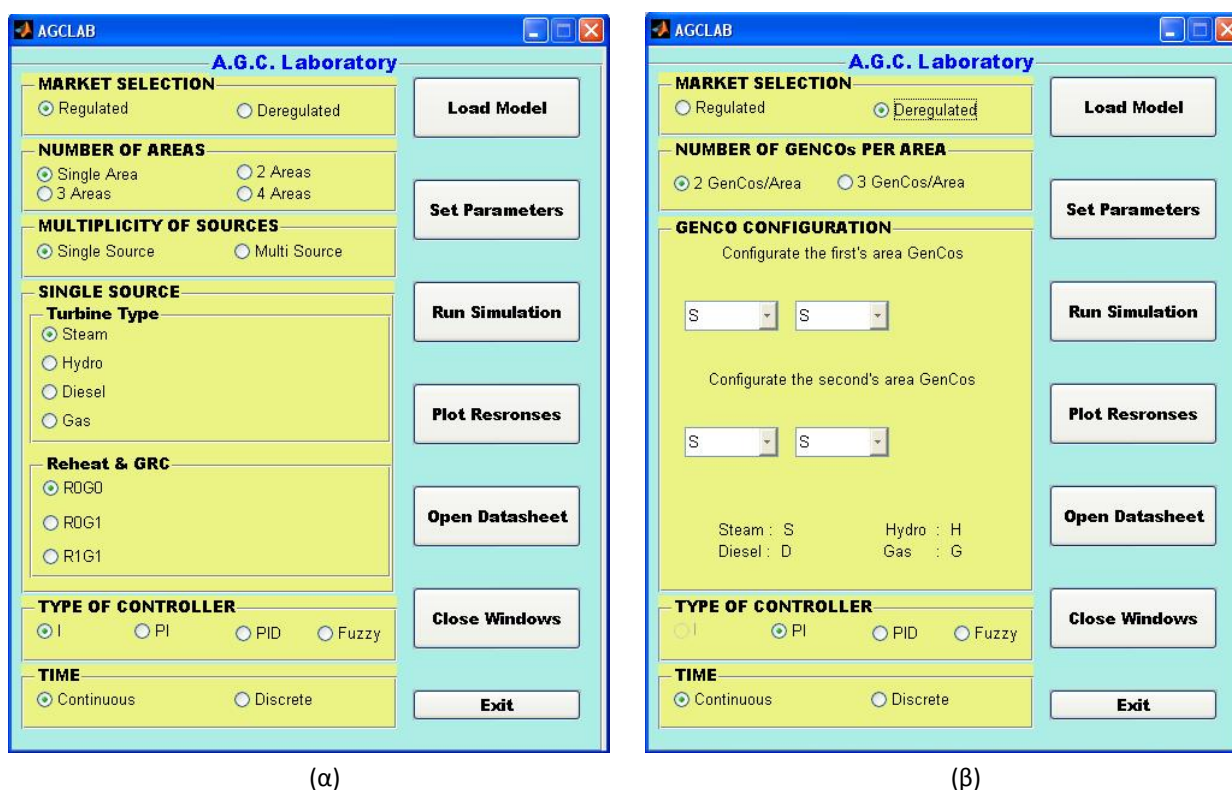 AGCLAB
A.G.C. Laboratory
MARKET SELECTION
Regulated Deregulated
NUMBER OF AREAS
Single Area 2 Areas
3 Areas 4 Areas
MULTIPLICITY OF SOURCES
Single Source Multi Source
SINGLE SOURCE
Turbine Type
Steam
Hydro
Diesel
Gas
Reheat & GRC
R0G0
R0G1
R1G1
TYPE OF CONTROLLER
I PI PID Fuzzy
TIME
Continuous Discrete
Load Model
Set Parameters
Run Simulation
Plot Resronses
Open Datasheet
Close Windows
Exit
(α)
AGCLAB
A.G.C. Laboratory
MARKET SELECTION
Regulated Deregulated
NUMBER OF GENCOs PER AREA
2 GenCos/Area 3 GenCos/Area
GENCO CONFIGURATION
Configurate the first's area GenCos
S S
Configurate the second's area GenCos
S S
Steam : S Hydro : H
Diesel : D Gas : G
TYPE OF CONTROLLER
I PI PID Fuzzy
TIME
Continuous Discrete
Load Model
Set Parameters
Run Simulation
Plot Resronses
Open Datasheet
Close Windows
Exit
(β)